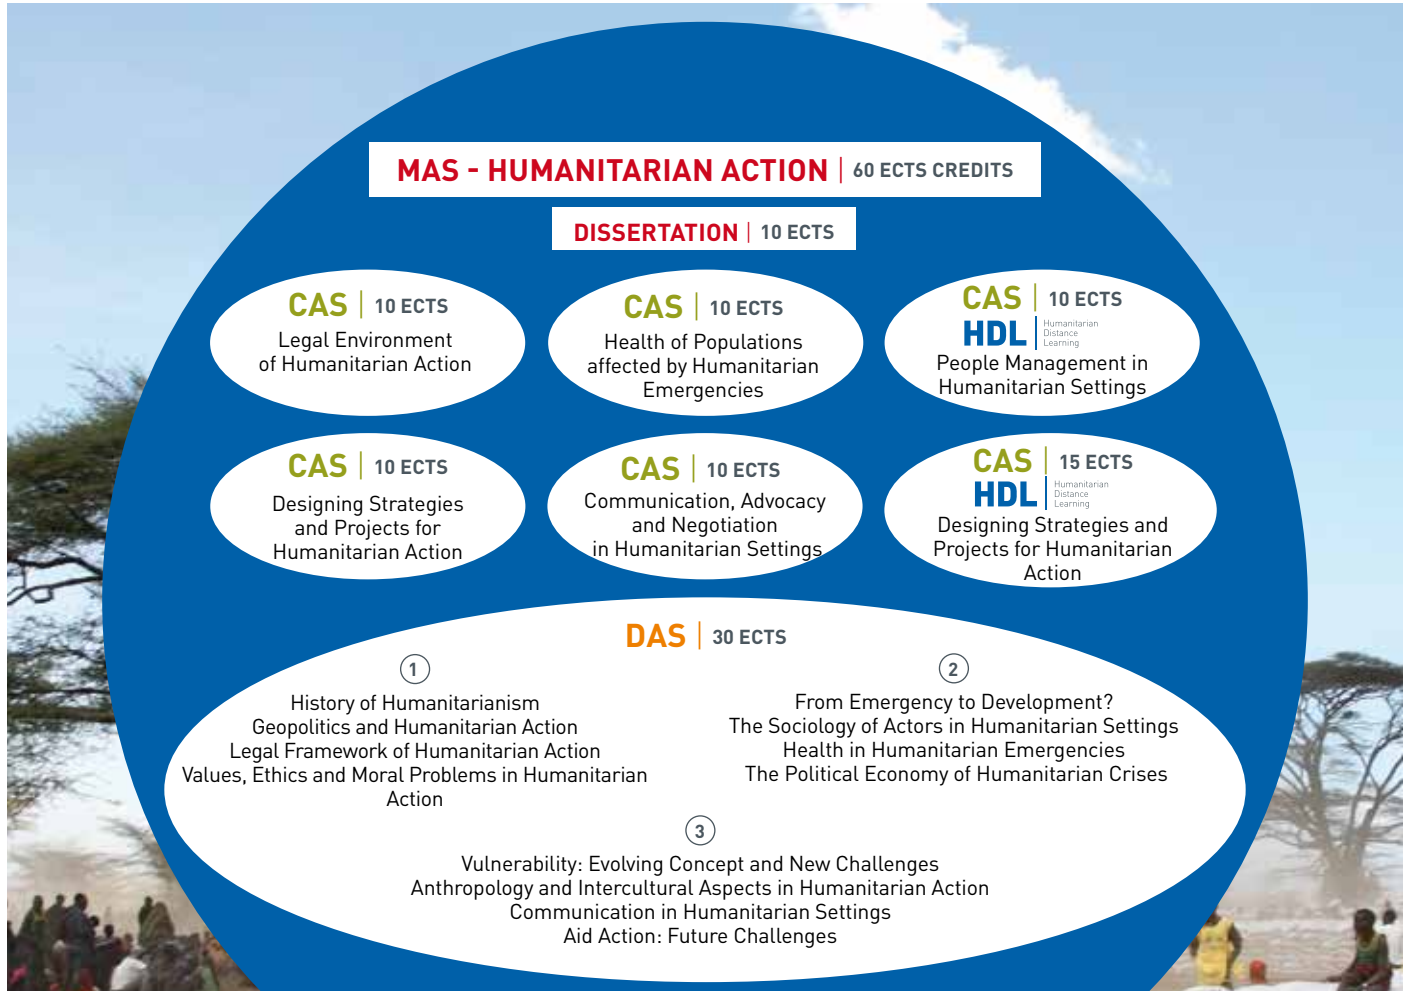 MAS - HUMANITARIAN ACTION | 60 ECTS CREDITS
DISSERTATION | 10 ECTS
CAS | 10 ECTS
Legal Environment
of Humanitarian Action
CAS | 10 ECTS
Health of Populations
affected by Humanitarian
Emergencies
CAS | 10 ECTS
HDL | Humanitarian
Distance
Learning
People Management in
Humanitarian Settings
CAS | 10 ECTS
Designing Strategies
and Projects for
Humanitarian Action
CAS | 10 ECTS
Communication, Advocacy
and Negotiation
in Humanitarian Settings
CAS | 15 ECTS
HDL | Humanitarian
Distance
Learning
Designing Strategies and
Projects for Humanitarian
Action
DAS | 30 ECTS
1
History of Humanitarianism
Geopolitics and Humanitarian Action
Legal Framework of Humanitarian Action
Values, Ethics and Moral Problems in Humanitarian
Action
2
From Emergency to Development?
The Sociology of Actors in Humanitarian Settings
Health in Humanitarian Emergencies
The Political Economy of Humanitarian Crises
3
Vulnerability: Evolving Concept and New Challenges
Anthropology and Intercultural Aspects in Humanitarian Action
Communication in Humanitarian Settings
Aid Action: Future Challenges